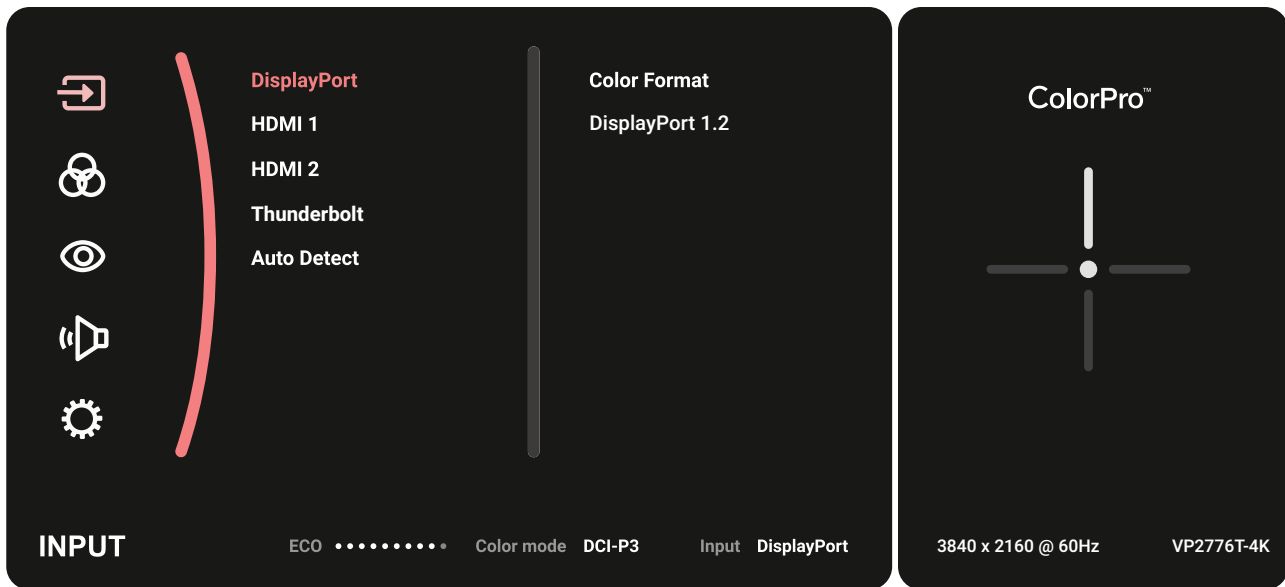 DisplayPort
HDMI 1
HDMI 2
Thunderbolt
Auto Detect
Color Format
DisplayPort 1.2
INPUT
ECO
Color mode DCI-P3
Input DisplayPort
ColorPro™
3840 x 2160 @ 60Hz
VP2776T-4K